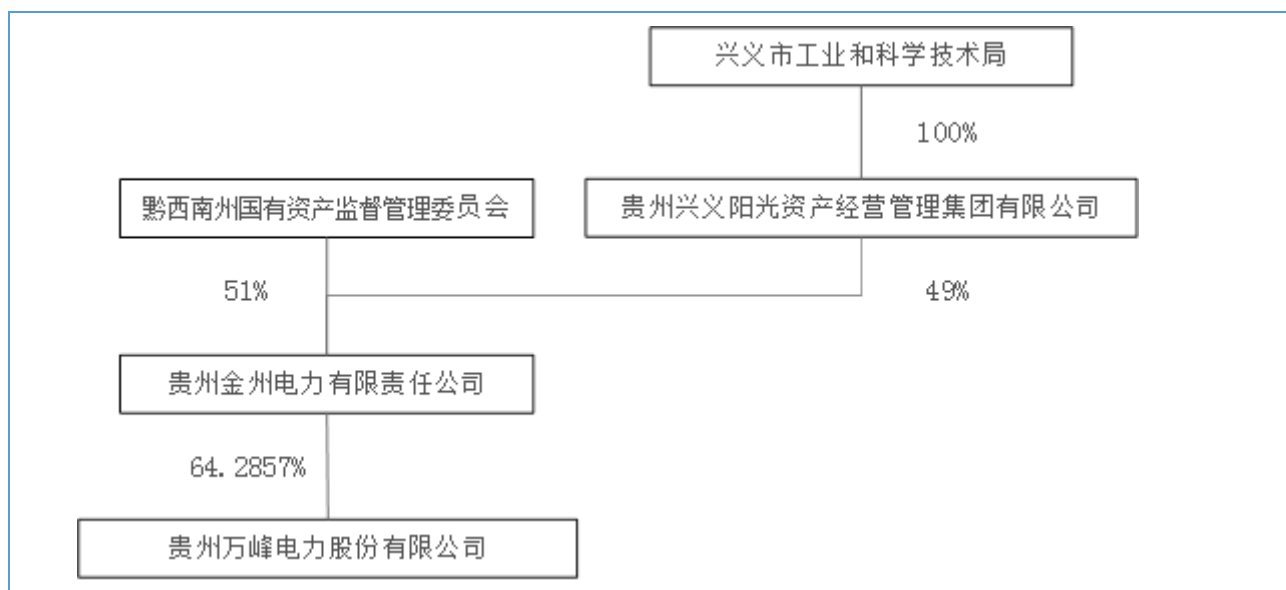 兴义市工业和科学技术局
100%
黔西南州国有资产监督管理委员会
贵州兴义阳光资产经营管理集团有限公司
51%
49%
贵州金州电力有限责任公司
64.2857%
贵州万峰电力股份有限公司